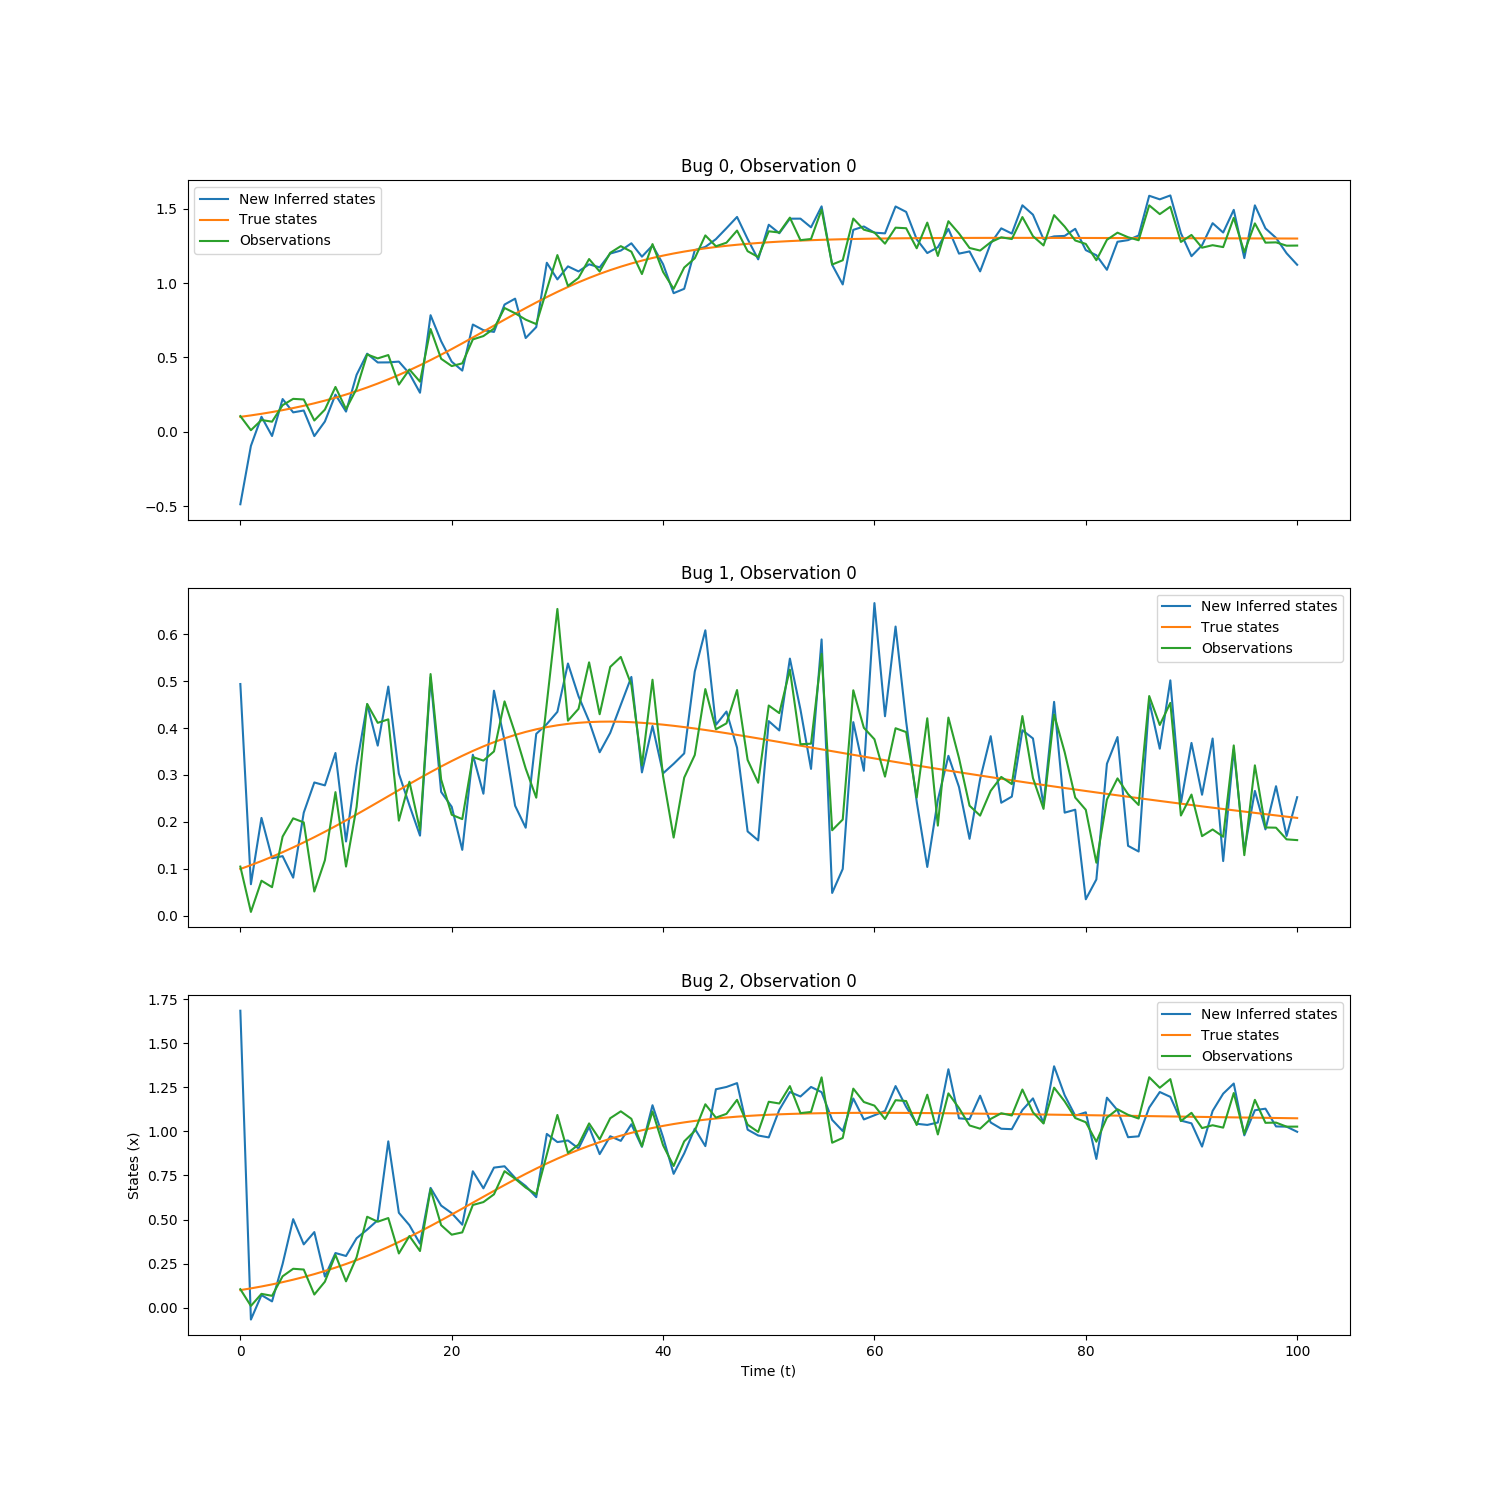 Bug 0, Observation 0
New Inferred states
True states
Observations
1.5
1.0
0.5
0.0
−0.5
Bug 1, Observation 0
New Inferred states
True states
Observations
0.6
0.5
0.4
0.3
0.2
0.1
0.0
Bug 2, Observation 0
New Inferred states
True states
Observations
1.75
1.50
1.25
1.00
0.75
0.50
0.25
0.00
States (x)
0 20 40 60 80 100
Time (t)